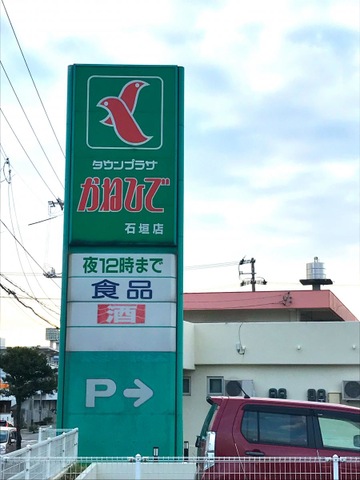 タウンプラザ
かねひで
石垣店
夜12時まで
食品
酒
P→